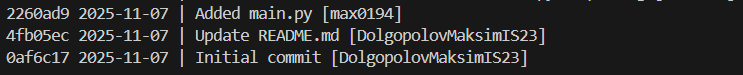 2260ad9 2025-11-07 | Added main.py [max0194]
4fb05ec 2025-11-07 | Update README.md [DolgopolovMaksimIS23]
0af6c17 2025-11-07 | Initial commit [DolgopolovMaksimIS23]